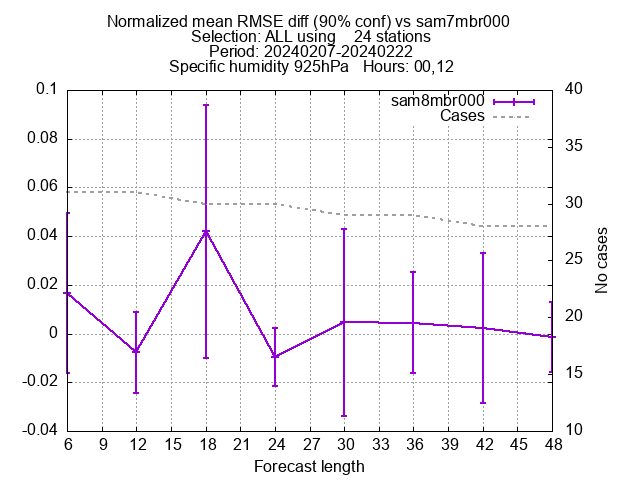 Normalized mean RMSE diff (90% conf) vs sam7mbr000
Selection: ALL using    24 stations
Period: 20240207-20240222
Specific humidity 925hPa   Hours: 00,12
sam8mbr000
Cases
0.1
0.08
0.06
0.04
0.02
0
-0.02
-0.04
40
35
30
25
20
15
10
No cases
6 9 12 15 18 21 24 27 30 33 36 39 42 45 48
Forecast length